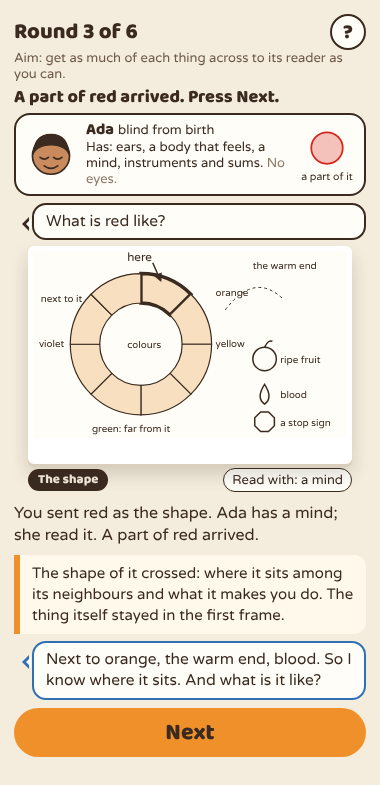 Round 3 of 6
?
Aim: get as much of each thing across to its reader as
you can.
A part of red arrived. Press Next.
Ada blind from birth
Has: ears, a body that feels, a
mind, instruments and sums. No
eyes.
a part of it
What is red like?
here
the warm end
next to it
orange
violet
colours
yellow
ripe fruit
blood
a stop sign
green: far from it
The shape
Read with: a mind
You sent red as the shape. Ada has a mind;
she read it. A part of red arrived.
The shape of it crossed: where it sits among
its neighbours and what it makes you do. The
thing itself stayed in the first frame.
Next to orange, the warm end, blood. So I
know where it sits. And what is it like?
Next